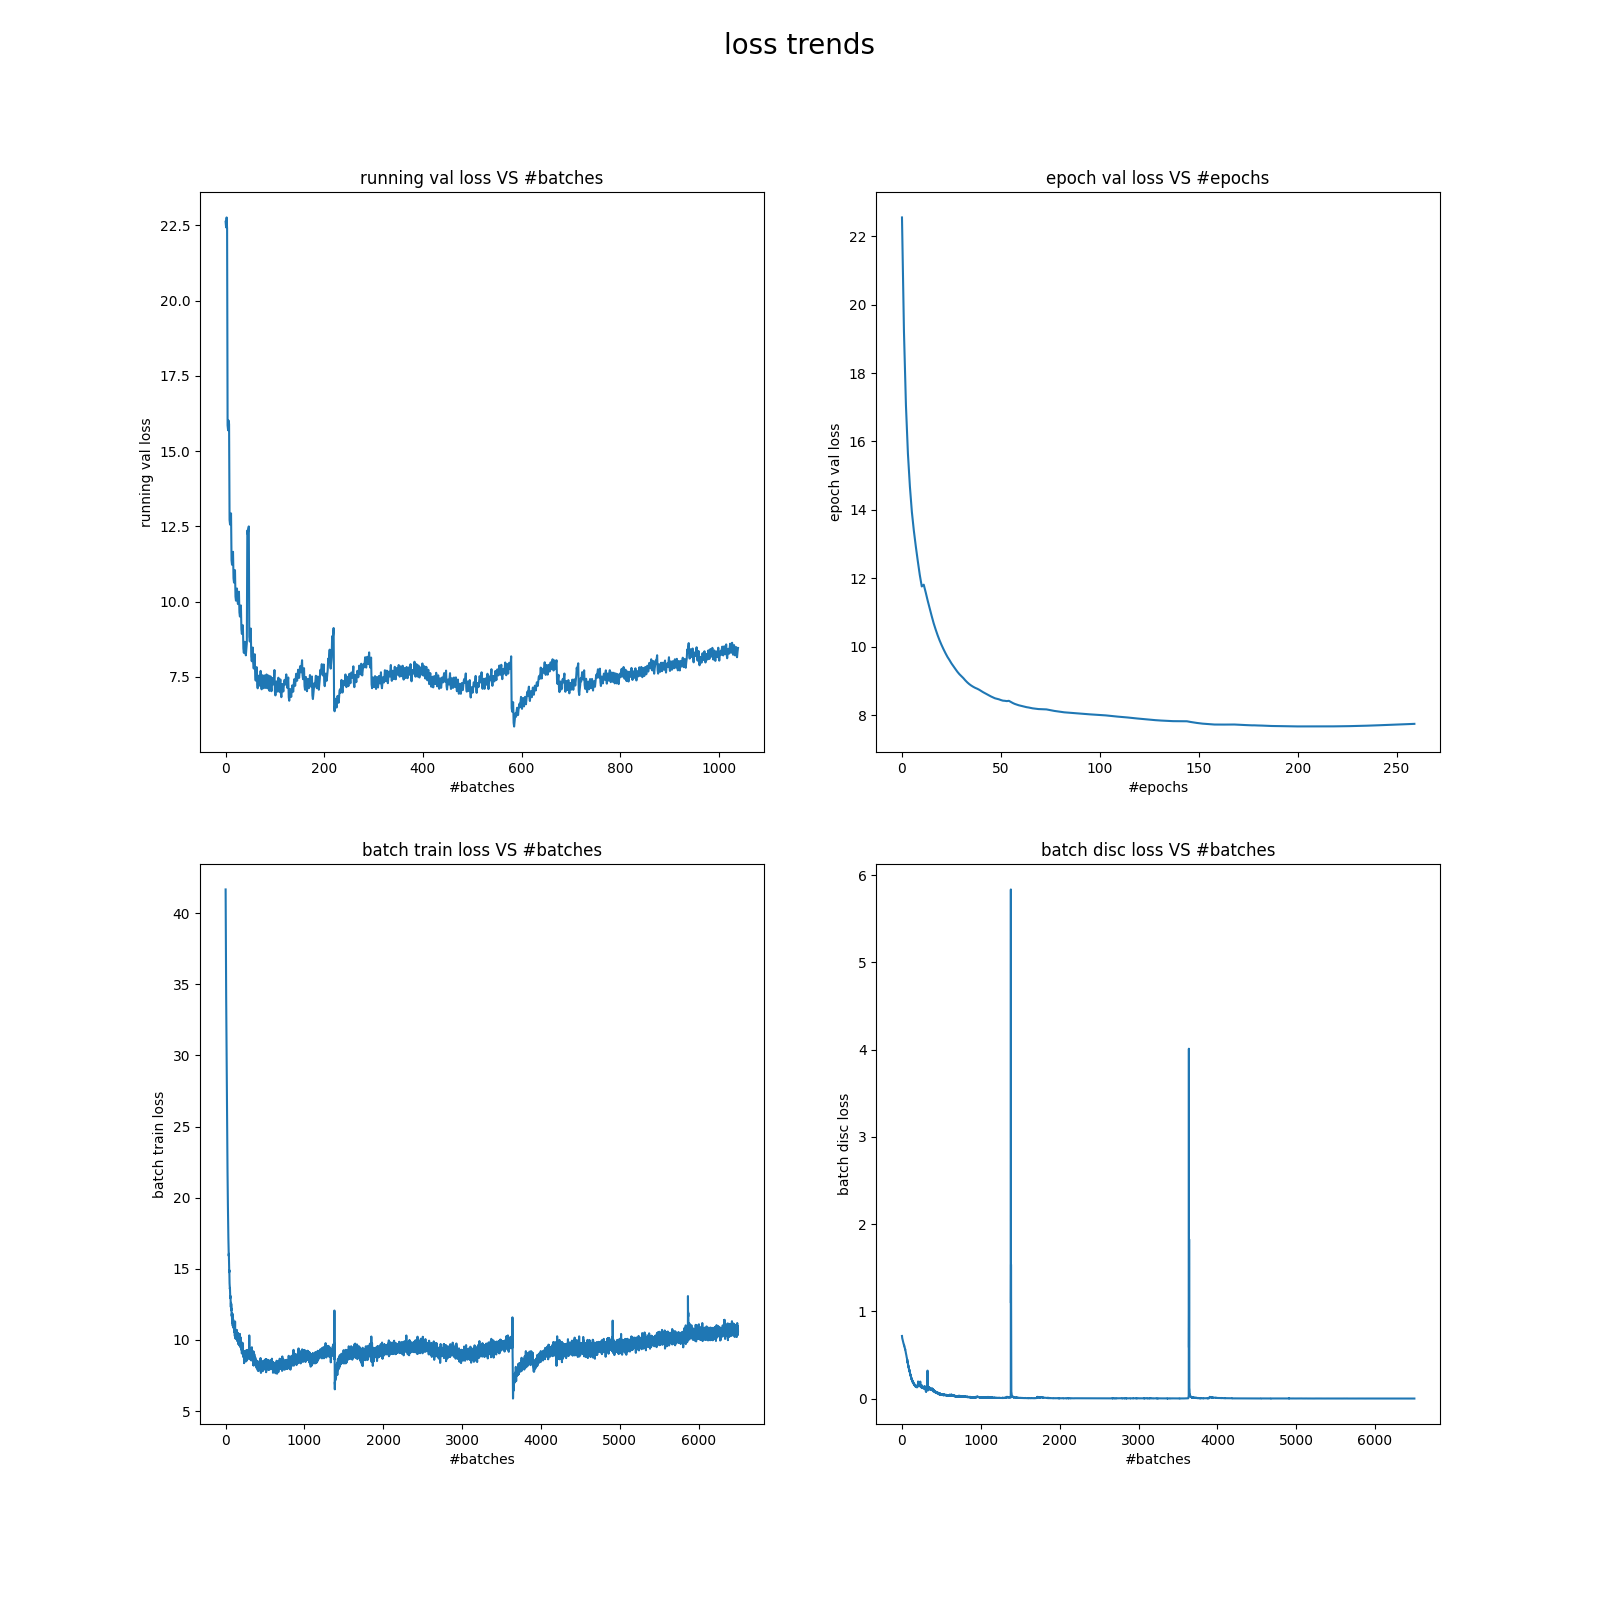 loss trends
running val loss VS #batches
22.5
20.0
17.5
15.0
12.5
10.0
7.5
running val loss
0 200 400 600 800 1000
#batches
epoch val loss VS #epochs
22
20
18
16
14
12
10
8
epoch val loss
0 50 100 150 200 250
#epochs
batch train loss VS #batches
40
35
30
25
20
15
10
5
batch train loss
0 1000 2000 3000 4000 5000 6000
#batches
batch disc loss VS #batches
6
5
4
3
2
1
0
batch disc loss
0 1000 2000 3000 4000 5000 6000
#batches